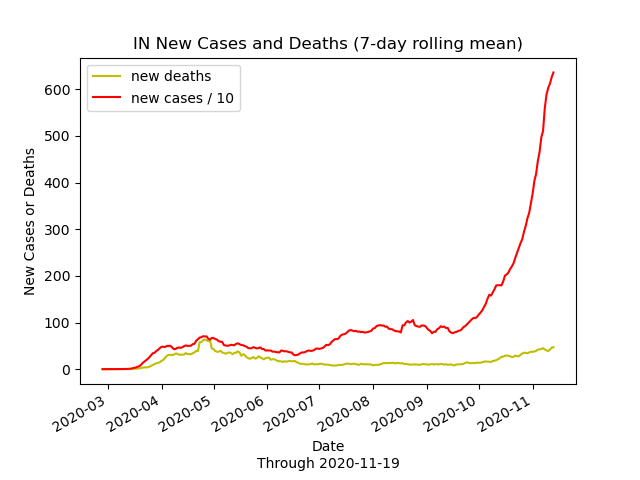 IN New Cases and Deaths (7-day rolling mean)
new deaths
new cases / 10
600
500
400
300
200
100
0
New Cases or Deaths
2020-03
2020-04
2020-05
2020-06
2020-07
2020-08
2020-09
2020-10
2020-11
Date
Through 2020-11-19